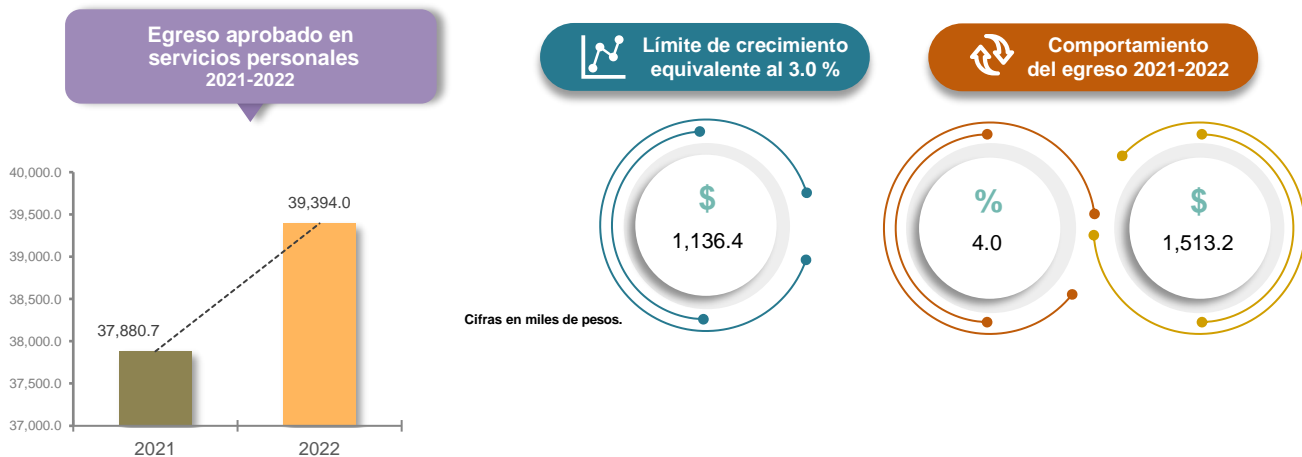 Egreso aprobado en
servicios personales
2021-2022
Límite de crecimiento
equivalente al 3.0 %
Comportamiento
del egreso 2021-2022
40,000.0
39,500.0
39,000.0
38,500.0
38,000.0
37,500.0
37,000.0
37,880.7
39,394.0
2021
2022
$
1,136.4
%
4.0
$
1,513.2
Cifras en miles de pesos.